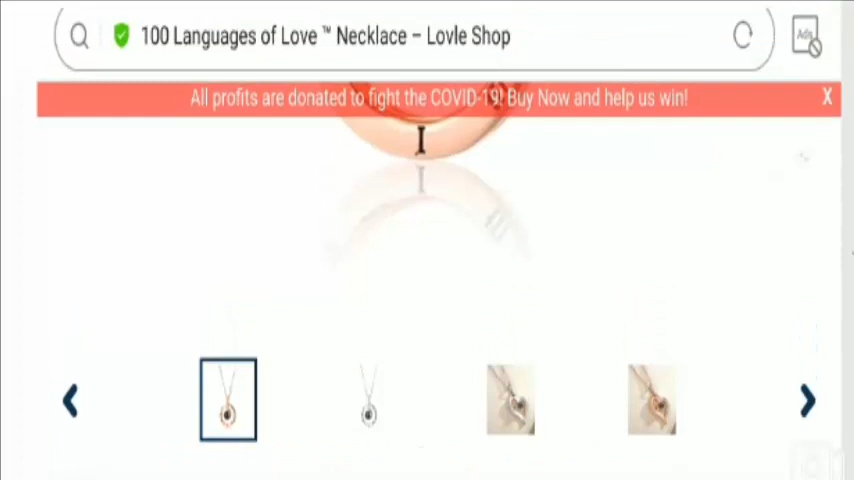 100 Languages of Love ™ Necklace – Lovle Shop
Ads
All profits are donated to fight the COVID-19! Buy Now and help us win!
X
I